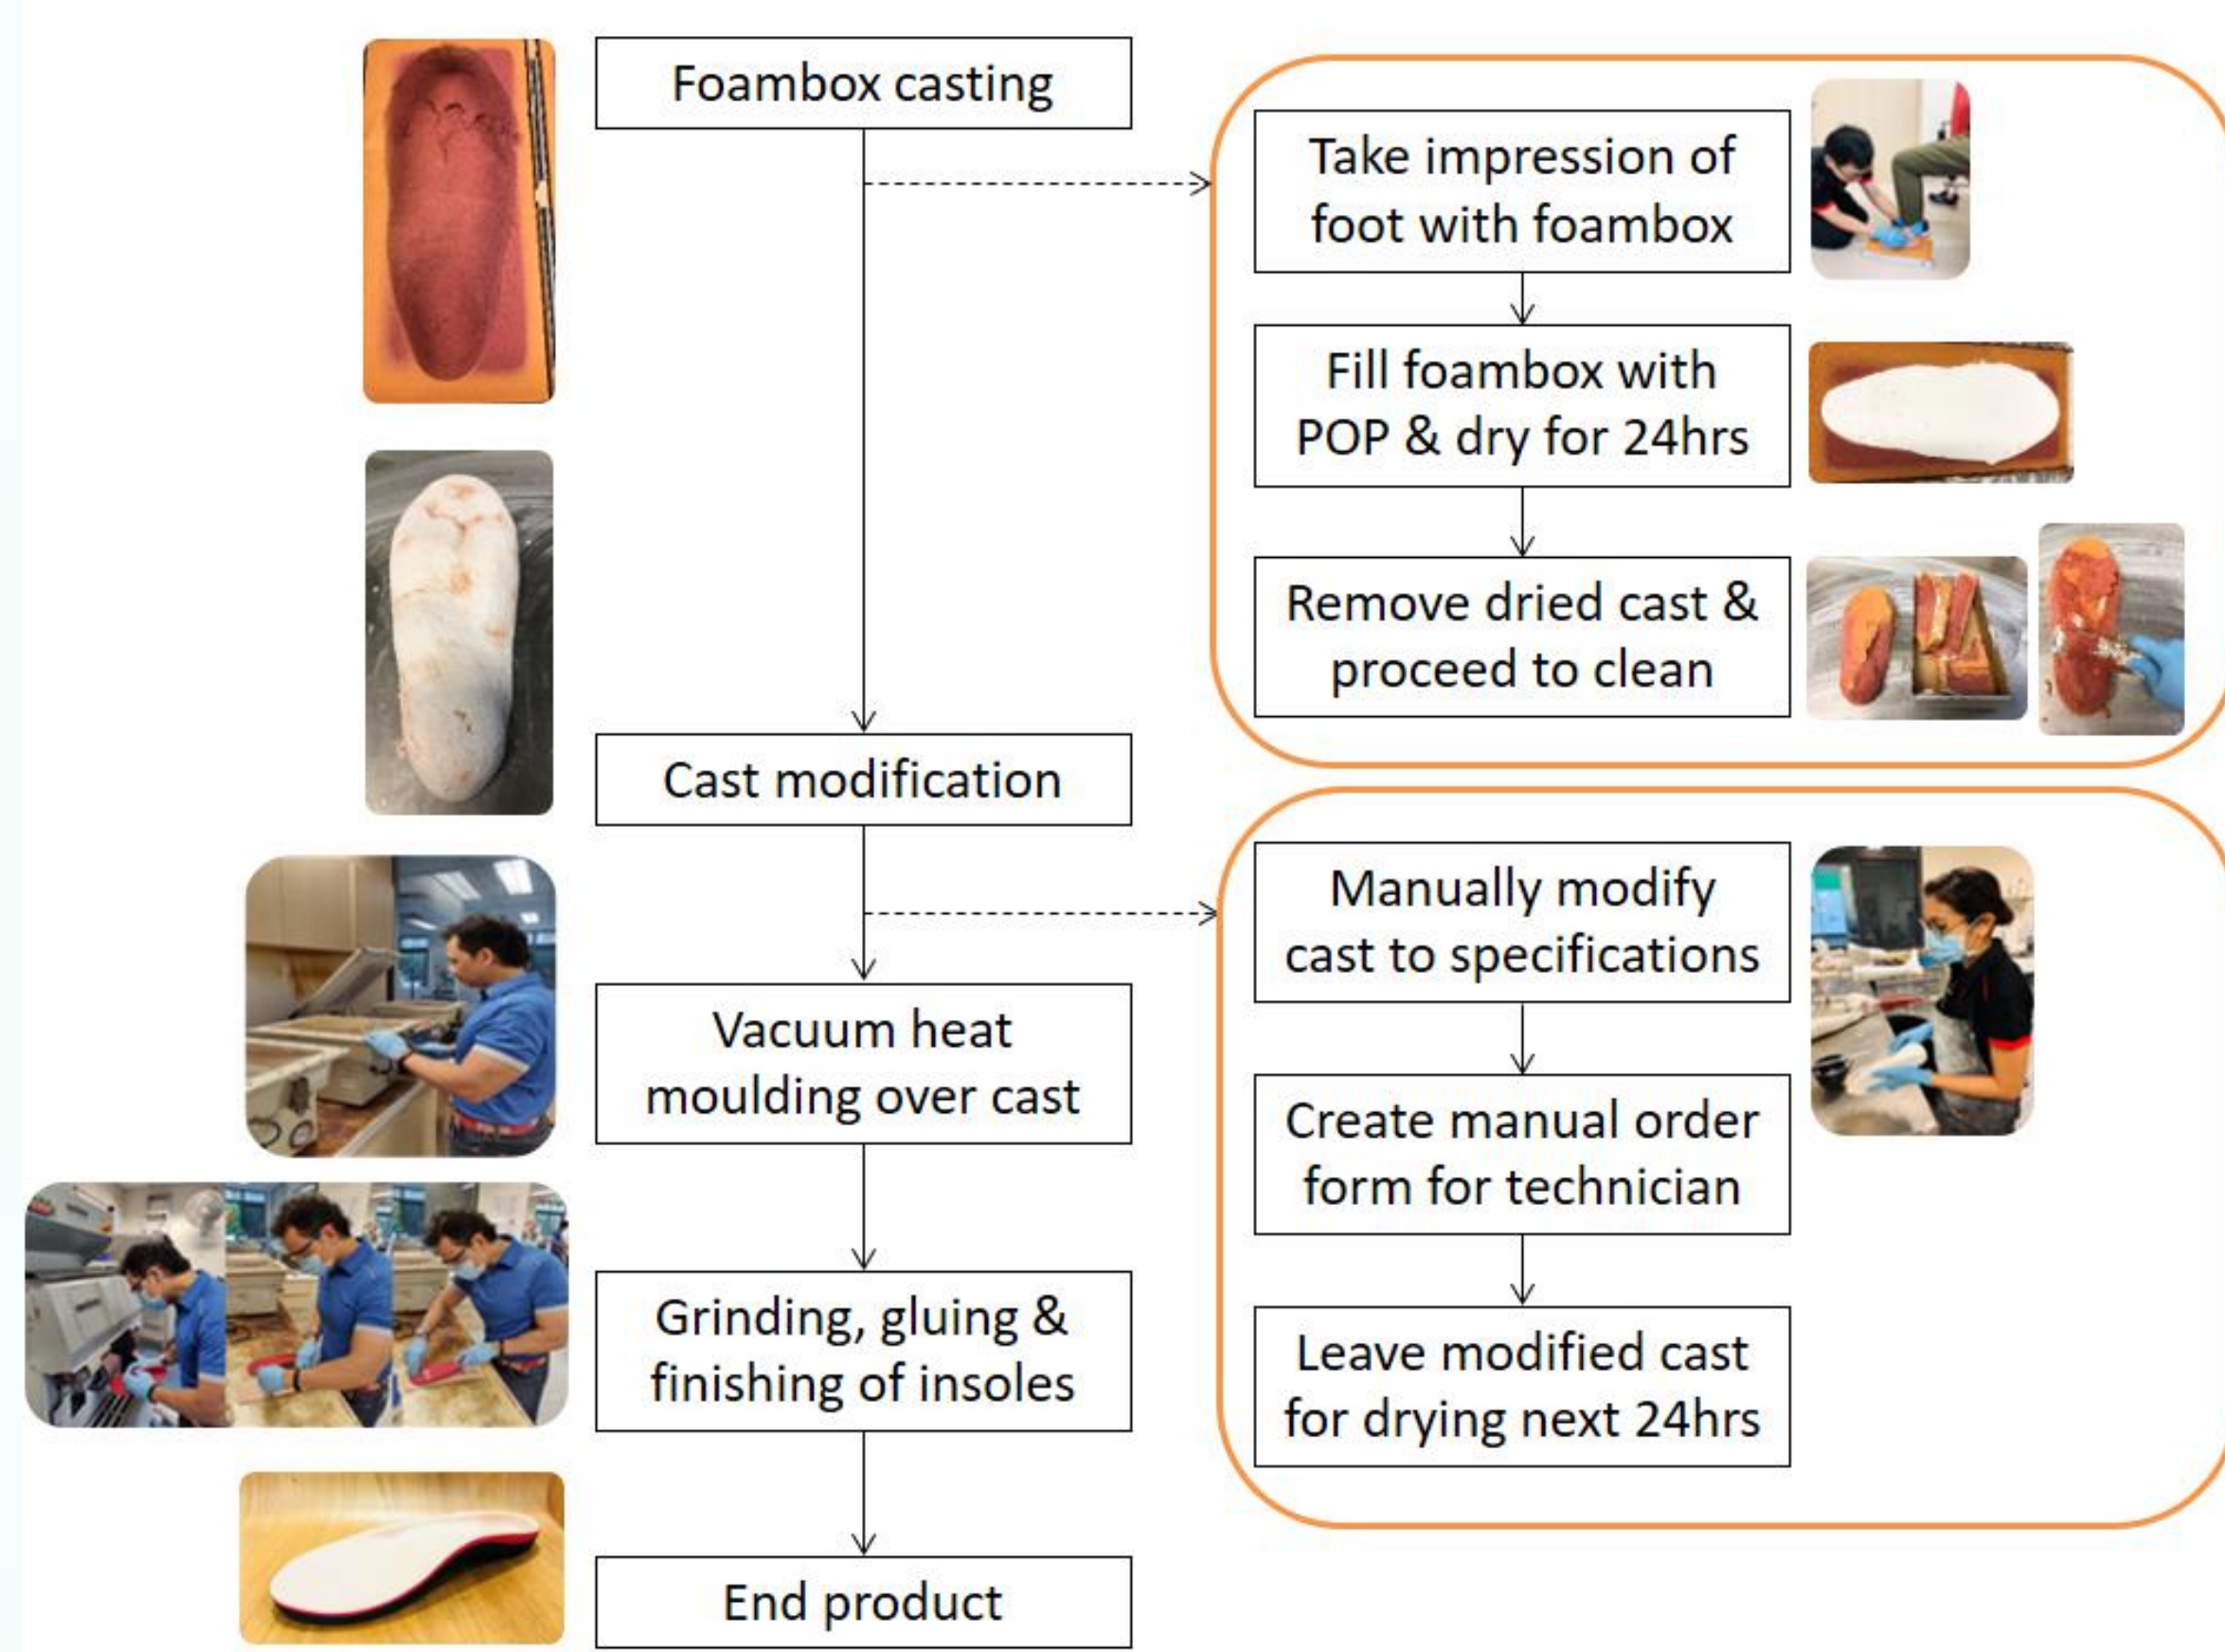 Foambox casting
Take impression of
foot with foambox
Fill foambox with
POP & dry for 24hrs
Remove dried cast &
proceed to clean
Cast modification
Manually modify
cast to specifications
Create manual order
form for technician
Leave modified cast
for drying next 24hrs
Vacuum heat
moulding over cast
Grinding, gluing &
finishing of insoles
End product